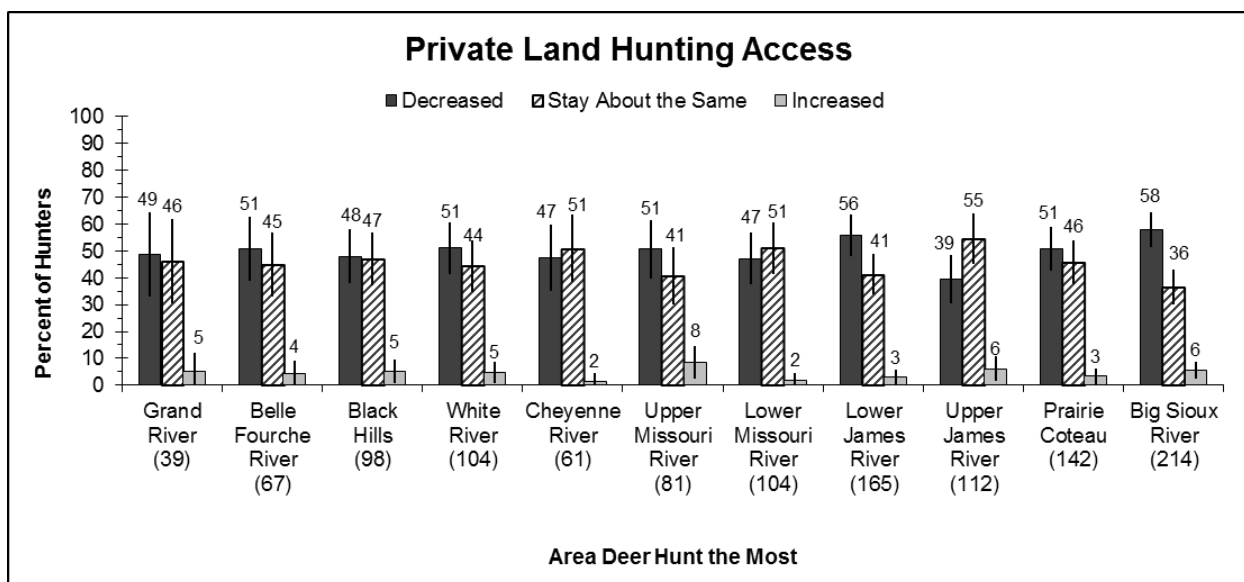 Private Land Hunting Access
Decreased Stay About the Same Increased
Percent of Hunters
100
90
80
70
60
50
40
30
20
10
0
49 46 5
51 45 4
48 47 5
51 44 5
47 51 2
51 41 8
47 51 2
56 41 3
39 55 6
51 46 3
58 36 6
Grand
River
(39)
Belle
Fourche
River
(67)
Black
Hills
(98)
White
River
(104)
Cheyenne
River
(61)
Upper
Missouri
River
(81)
Lower
Missouri
River
(104)
Lower
James
River
(165)
Upper
James
River
(112)
Prairie
Coteau
(142)
Big Sioux
River
(214)
Area Deer Hunt the Most